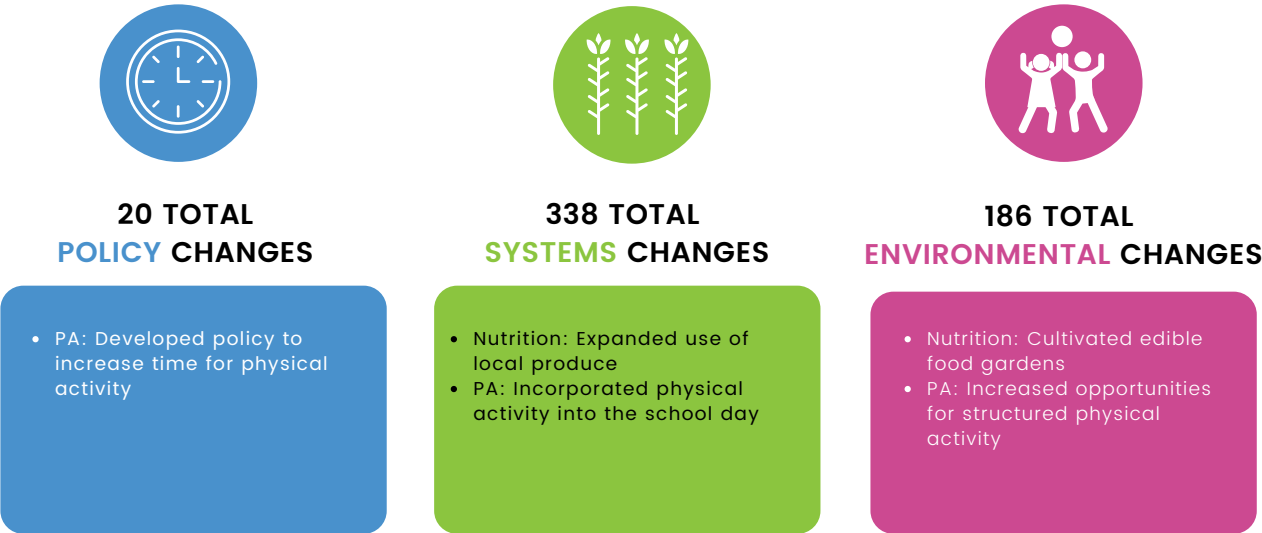 20 TOTAL
POLICY CHANGES
• PA: Developed policy to
increase time for physical
activity
338 TOTAL
SYSTEMS CHANGES
• Nutrition: Expanded use of
local produce
• PA: Incorporated physical
activity into the school day
186 TOTAL
ENVIRONMENTAL CHANGES
• Nutrition: Cultivated edible
food gardens
• PA: Increased opportunities
for structured physical
activity